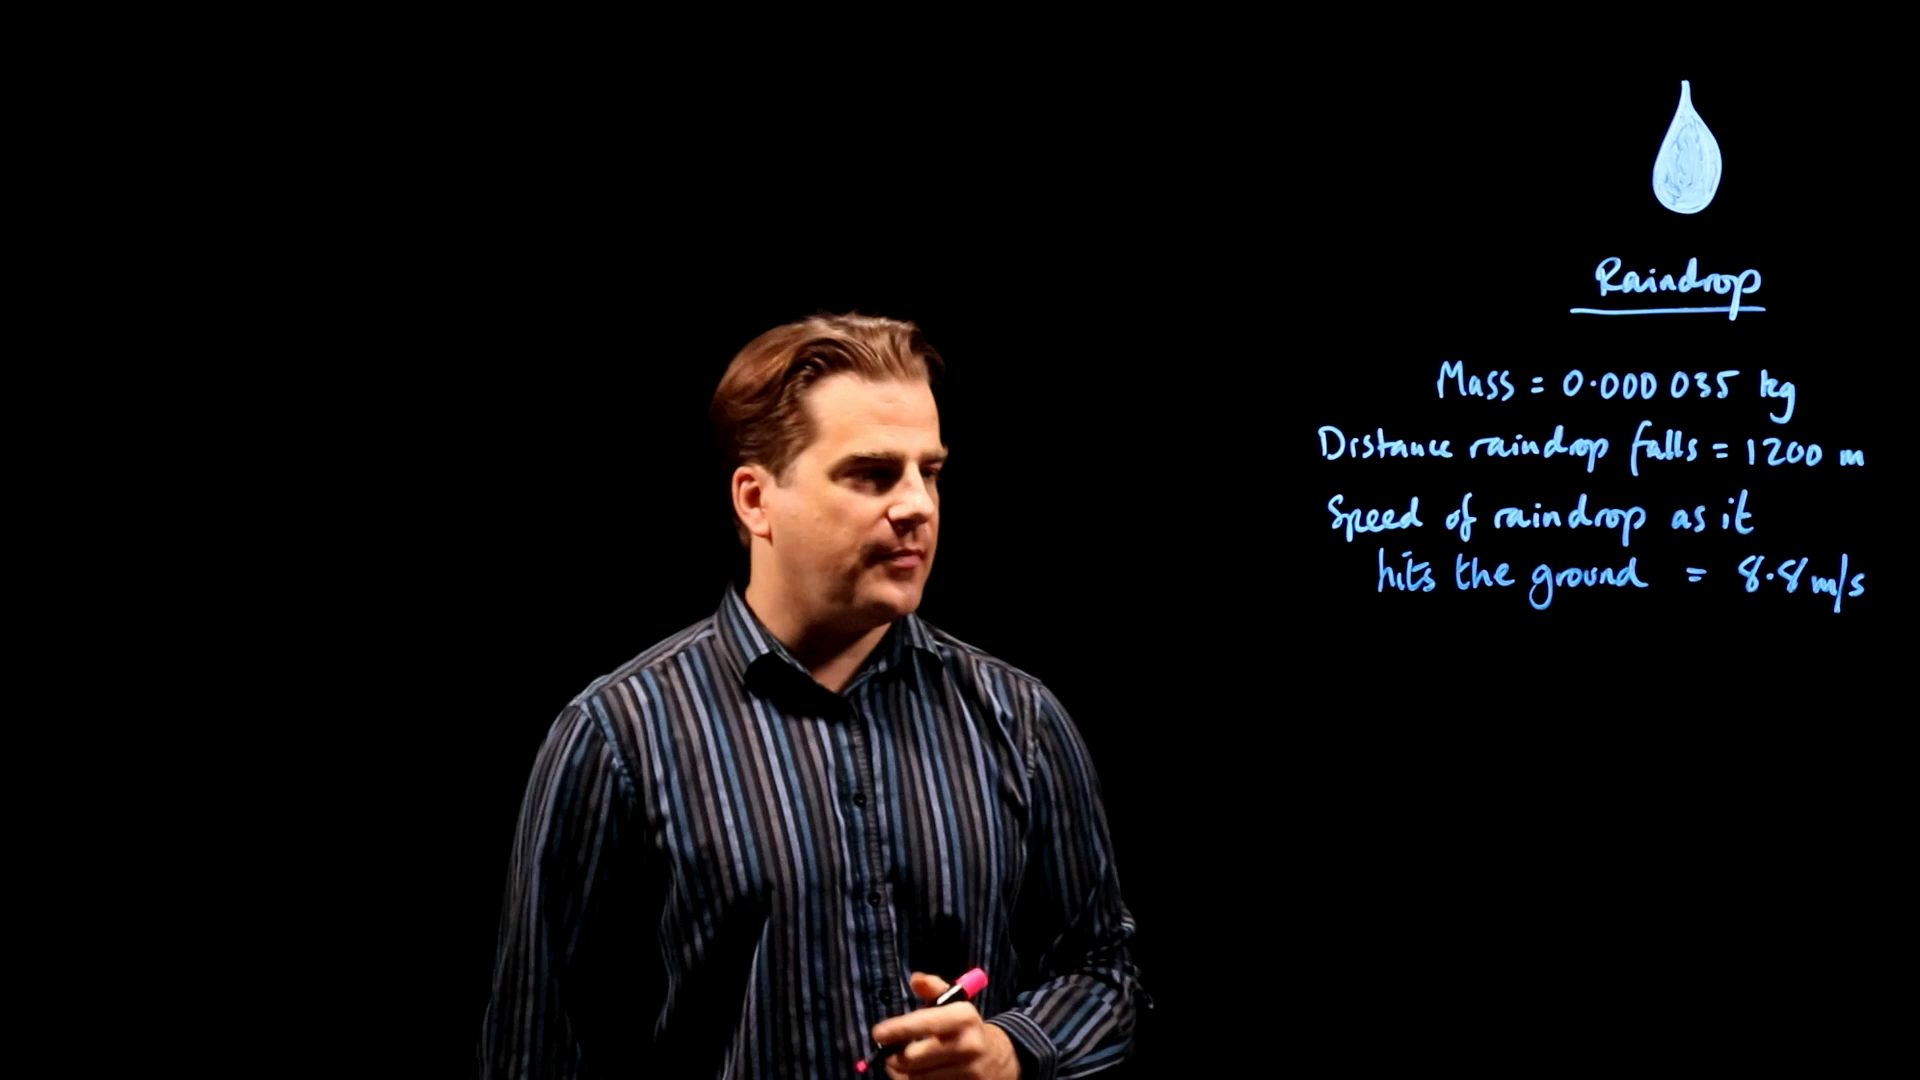 Raindrop
Mass = 0.000 035 kg
Distance raindrop falls = 1200 m
Speed of raindrop as it
hits the ground = 8.8 m/s